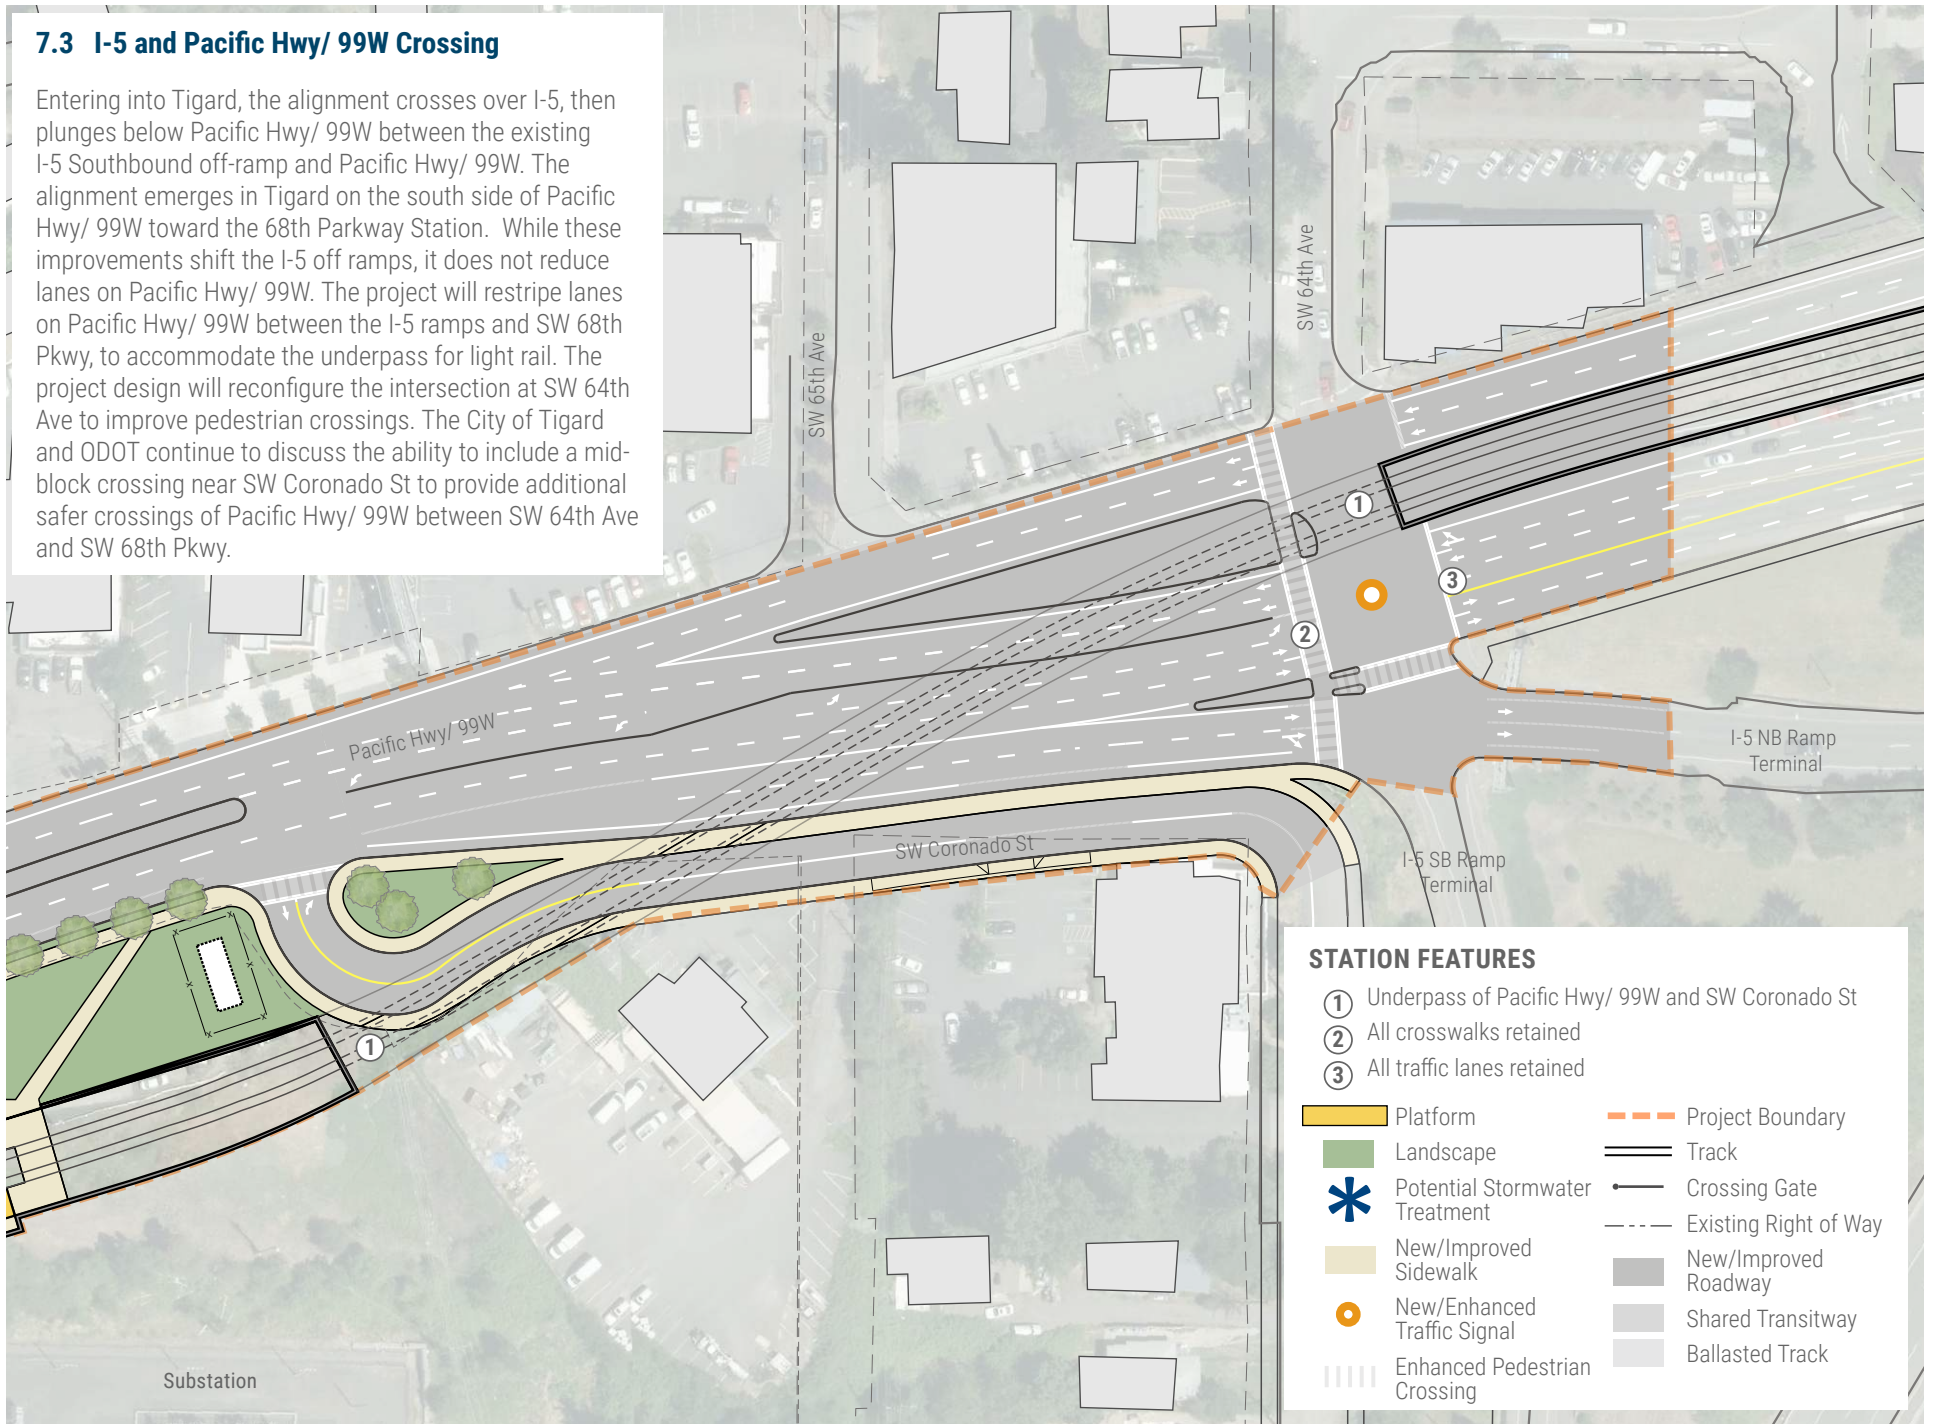 7.3 I-5 and Pacific Hwy/ 99W Crossing
Entering into Tigard, the alignment crosses over I-5, then
plunges below Pacific Hwy/ 99W between the existing
I-5 Southbound off-ramp and Pacific Hwy/ 99W. The
alignment emerges in Tigard on the south side of Pacific
Hwy/ 99W toward the 68th Parkway Station.  While these
improvements shift the I-5 off ramps, it does not reduce
lanes on Pacific Hwy/ 99W. The project will restripe lanes
on Pacific Hwy/ 99W between the I-5 ramps and SW 68th
Pkwy, to accommodate the underpass for light rail. The
project design will reconfigure the intersection at SW 64th
Ave to improve pedestrian crossings. The City of Tigard
and ODOT continue to discuss the ability to include a mid-
block crossing near SW Coronado St to provide additional
safer crossings of Pacific Hwy/ 99W between SW 64th Ave
and SW 68th Pkwy.
SW 65th Ave
SW 64th Ave
1
3
2
Pacific Hwy/ 99W
I-5 NB Ramp
Terminal
SW Coronado St
I-5 SB Ramp
Terminal
1
Substation
STATION FEATURES
1 Underpass of Pacific Hwy/ 99W and SW Coronado St
2 All crosswalks retained
3 All traffic lanes retained
Platform
Landscape
Potential Stormwater
Treatment
New/Improved
Sidewalk
New/Enhanced
Traffic Signal
Enhanced Pedestrian
Crossing
Project Boundary
Track
Crossing Gate
Existing Right of Way
New/Improved
Roadway
Shared Transitway
Ballasted Track